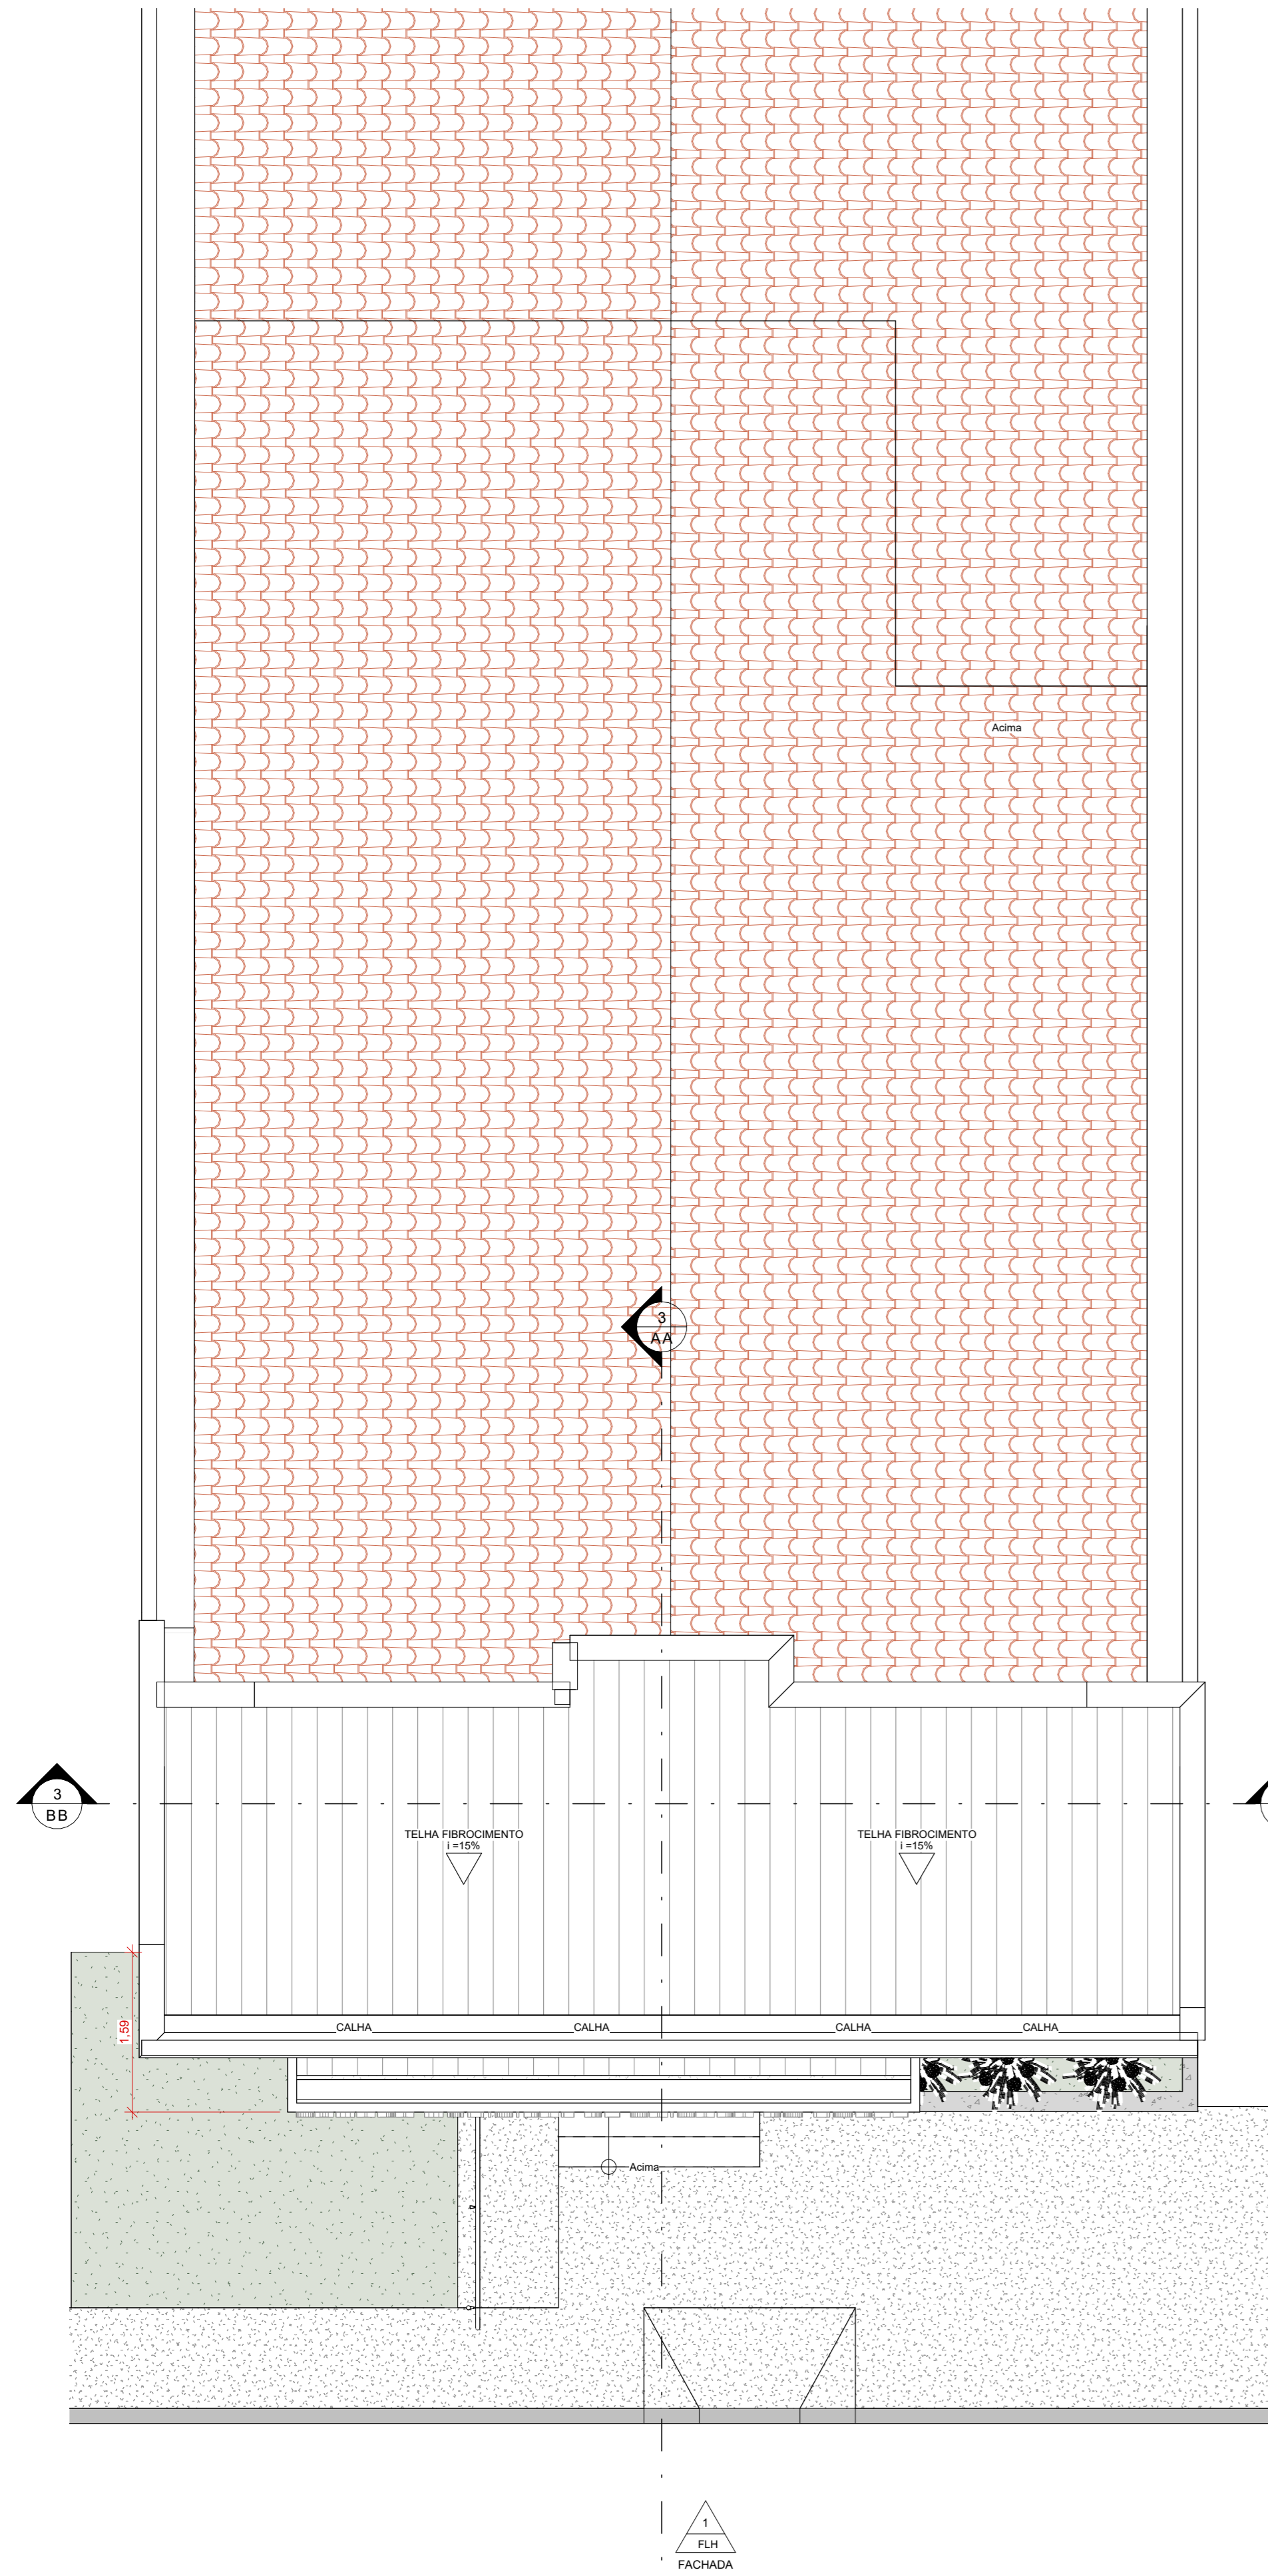 Acima
3
AA
3
BB
TELHA FIBROCIMENTO
i =15%
TELHA FIBROCIMENTO
i =15%
1,59
CALHA
CALHA
CALHA
CALHA
Acima
1
FLH
FACHADA